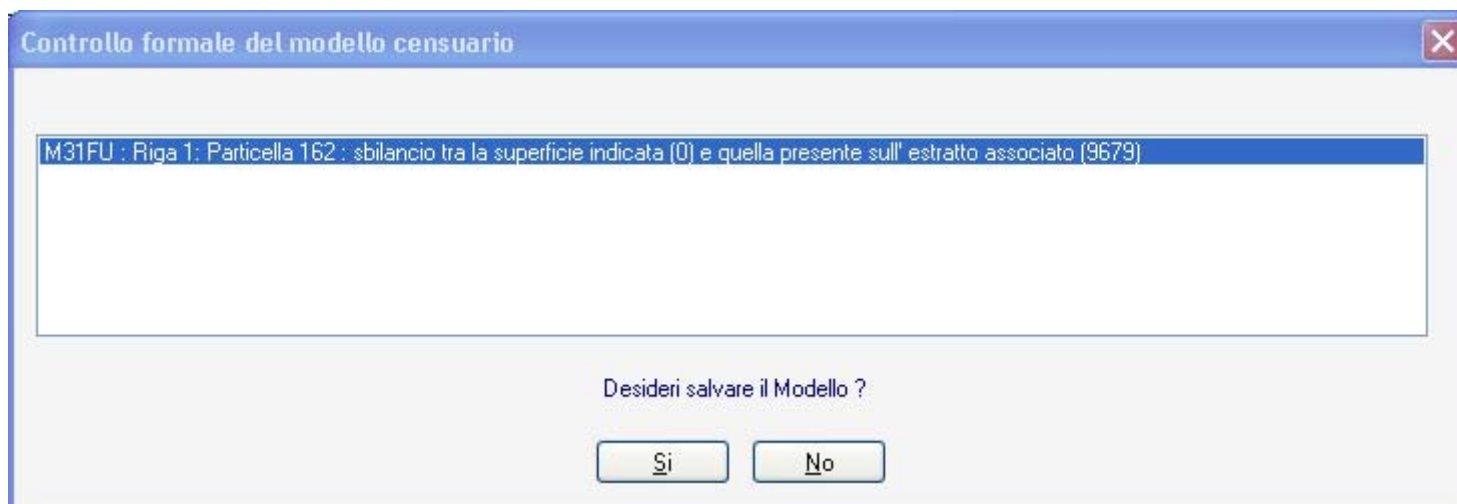 Controllo formale del modello censuario
M31FU : Riga 1: Particella 162 : sbilancio tra la superficie indicata (0) e quella presente sull' estratto associato (9679)
Desideri salvare il Modello ?
Si
No